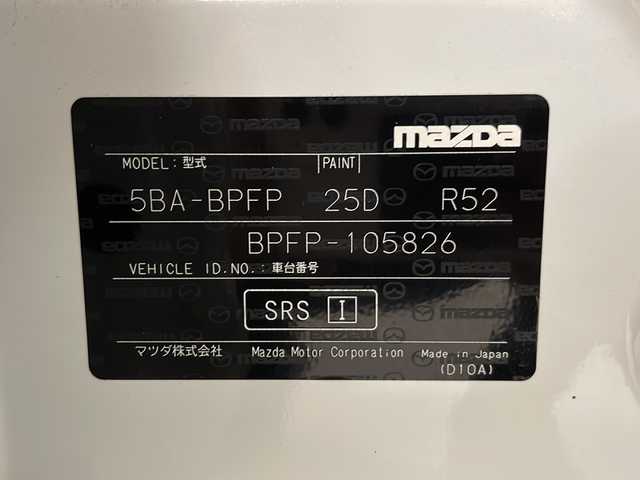 mazda
MODEL: 型式 PAINT
5BA-BPFP 25D R52
BPFP-105826
VEHICLE ID.NO.: 車台番号
SRS I
マツダ株式会社 Mazda Motor Corporation Made in Japan
(D10A)